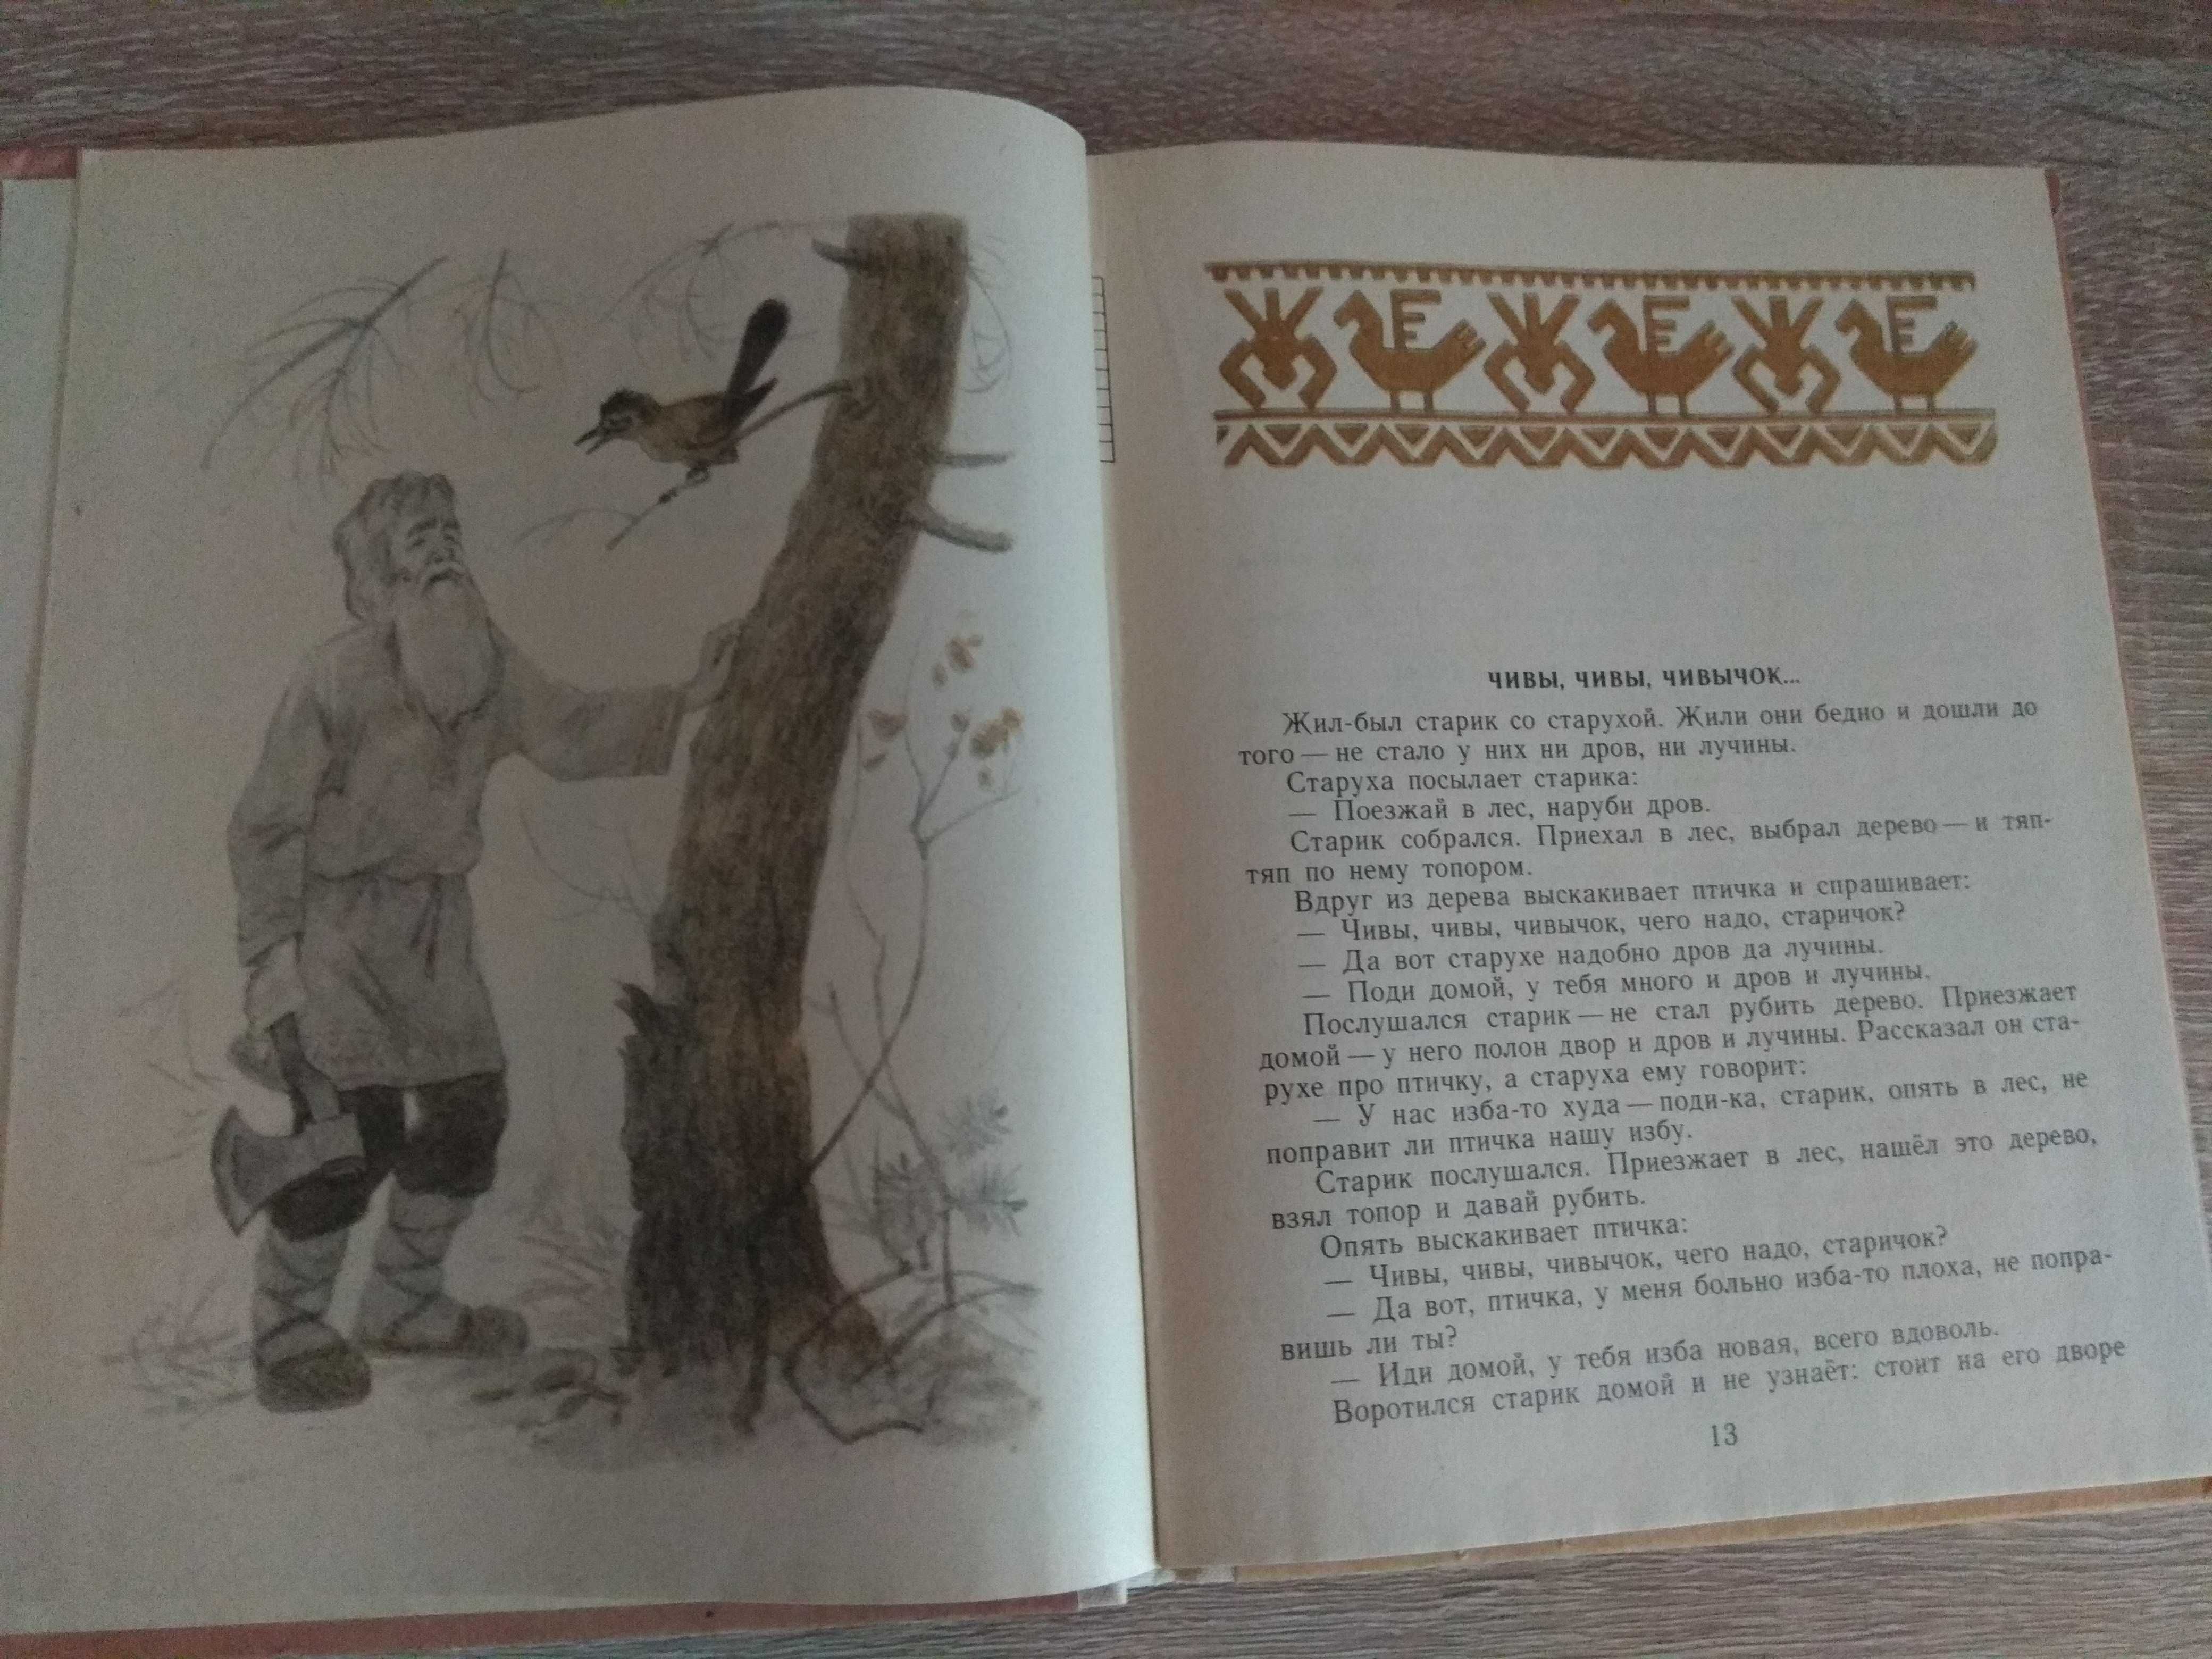 ЧИВЫ, ЧИВЫ, ЧИВЫЧОК...
Жил-был старик со старухой. Жили они бедно и дошли до
того — не стало у них ни дров, ни лучины.
Старуха посылает старика:
— Поезжай в лес, наруби дров.
Старик собрался. Приехал в лес, выбрал дерево — и тяп-
тяп по нему топором.
Вдруг из дерева выскакивает птичка и спрашивает:
— Чивы, чивы, чивычок, чего надо, старичок?
— Да вот старухе надобно дров да лучины.
— Поди домой, у тебя много и дров и лучины.
Послушался старик — не стал рубить дерево. Приезжает
домой — у него полон двор и дров и лучины. Рассказал он ста-
рухе про птичку, а старуха ему говорит:
— У нас изба-то худа — поди-ка, старик, опять в лес, не
поправит ли птичка нашу избу.
Старик послушался. Приезжает в лес, нашёл это дерево,
взял топор и давай рубить.
Опять выскакивает птичка:
— Чивы, чивы, чивычок, чего надо, старичок?
— Да вот, птичка, у меня больно изба-то плоха, не попра-
вишь ли ты?
— Иди домой, у тебя изба новая, всего вдоволь.
Воротился старик домой и не узнаёт: стоит на его дворе
13